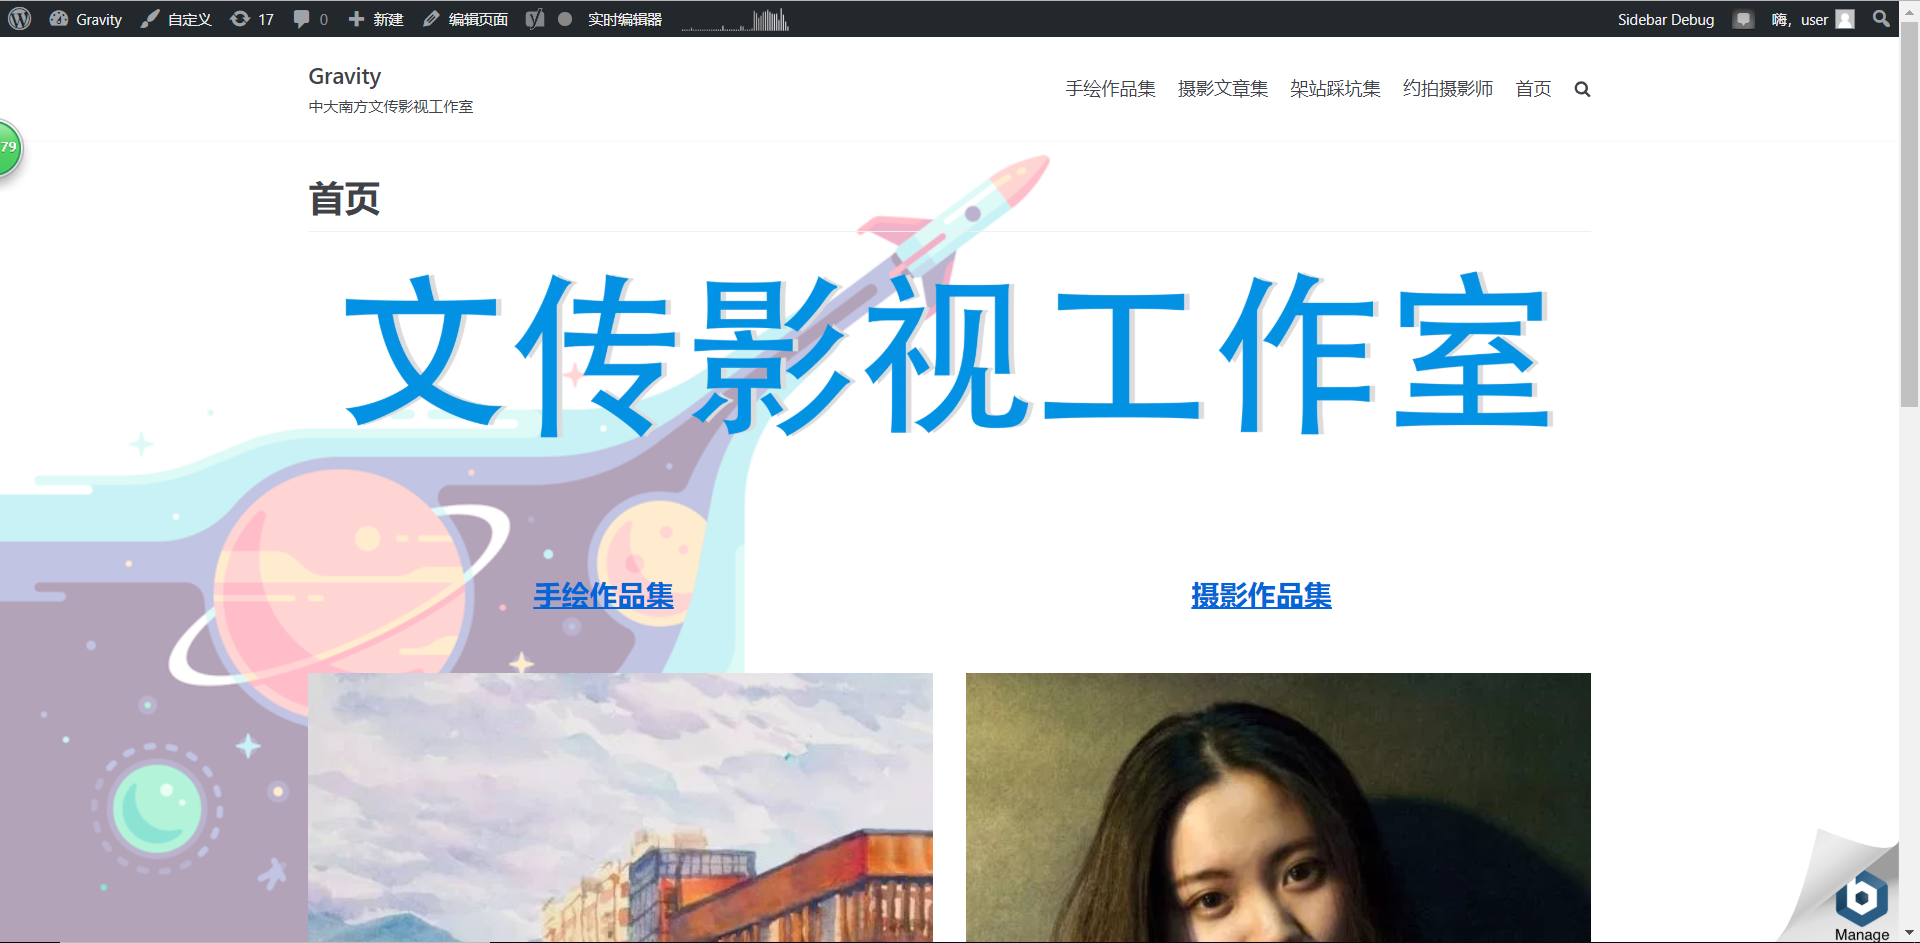 Gravity 自定义 17 0 新建 编辑页面 实时编辑器 Sidebar Debug 嗨，user
Gravity
中大南方文传影视工作室
手绘作品集 摄影文章集 架站踩坑集 约拍摄影师 首页
79
首页
文传影视工作室
手绘作品集 摄影作品集
Manage